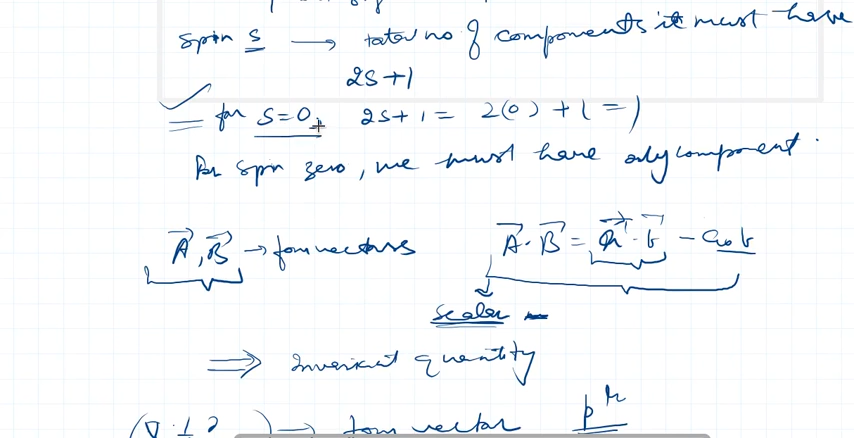 spin s → total no of components it must have
2s+1
for s=0, 2s+1 = 2(0)+1 = 1
for spin zero, we must have only component.
A⃗, B⃗ → four vectors A⃗·B⃗ = a⃗·b⃗ - a₀b
scalar -
⇒ Invariant quantity
→ four vector p^μ